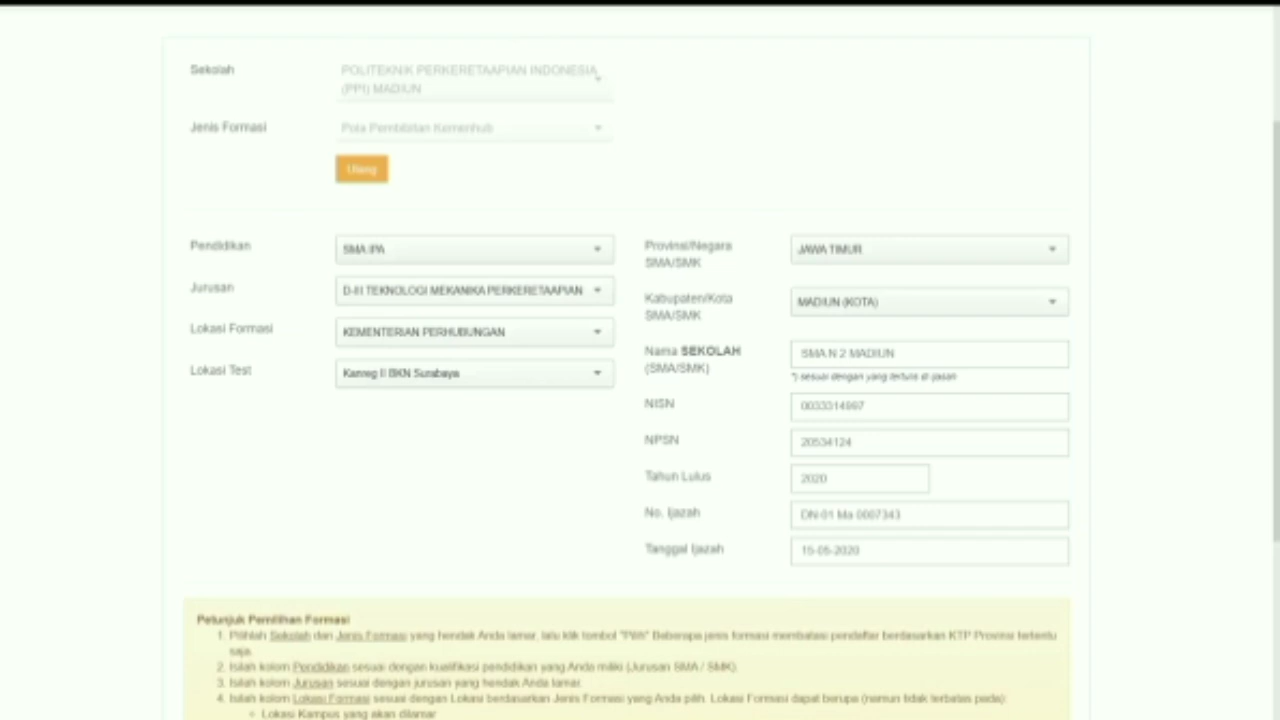 Sekolah
POLITEKNIK PERKERETAAPIAN INDONESIA
(PPI) MADIUN
Jenis Formasi
Pola Pembibitan Kemenhub
Ulang
Pendidikan
SMA IPA
Jurusan
D-III TEKNOLOGI MEKANIKA PERKERETAAPIAN
Lokasi Formasi
KEMENTERIAN PERHUBUNGAN
Lokasi Test
Kanreg II BKN Surabaya
Provinsi/Negara
SMA/SMK
JAWA TIMUR
Kabupaten/Kota
SMA/SMK
MADIUN (KOTA)
Nama SEKOLAH
(SMA/SMK)
SMA N 2 MADIUN
*) sesuai dengan yang tertulis di ijasah
NISN
NPSN
20534124
Tahun Lulus
2020
No. Ijazah
DN-01 Ma 0007343
Tanggal Ijazah
15-05-2020
Petunjuk Pemilihan Formasi
1. Pilihlah Sekolah dan Jenis Formasi yang hendak Anda lamar, lalu klik tombol "Pilih" Beberapa jenis formasi membatasi pendaftar berdasarkan KTP Provinsi tertentu
saja.
2. Isilah kolom Pendidikan sesuai dengan kualifikasi pendidikan yang Anda miliki (Jurusan SMA / SMK).
3. Isilah kolom Jurusan sesuai dengan jurusan yang hendak Anda lamar.
4. Isilah kolom Lokasi Formasi sesuai dengan Lokasi berdasarkan Jenis Formasi yang Anda pilih. Lokasi Formasi dapat berupa (namun tidak terbatas pada):
Lokasi Kampus yang akan dilamar